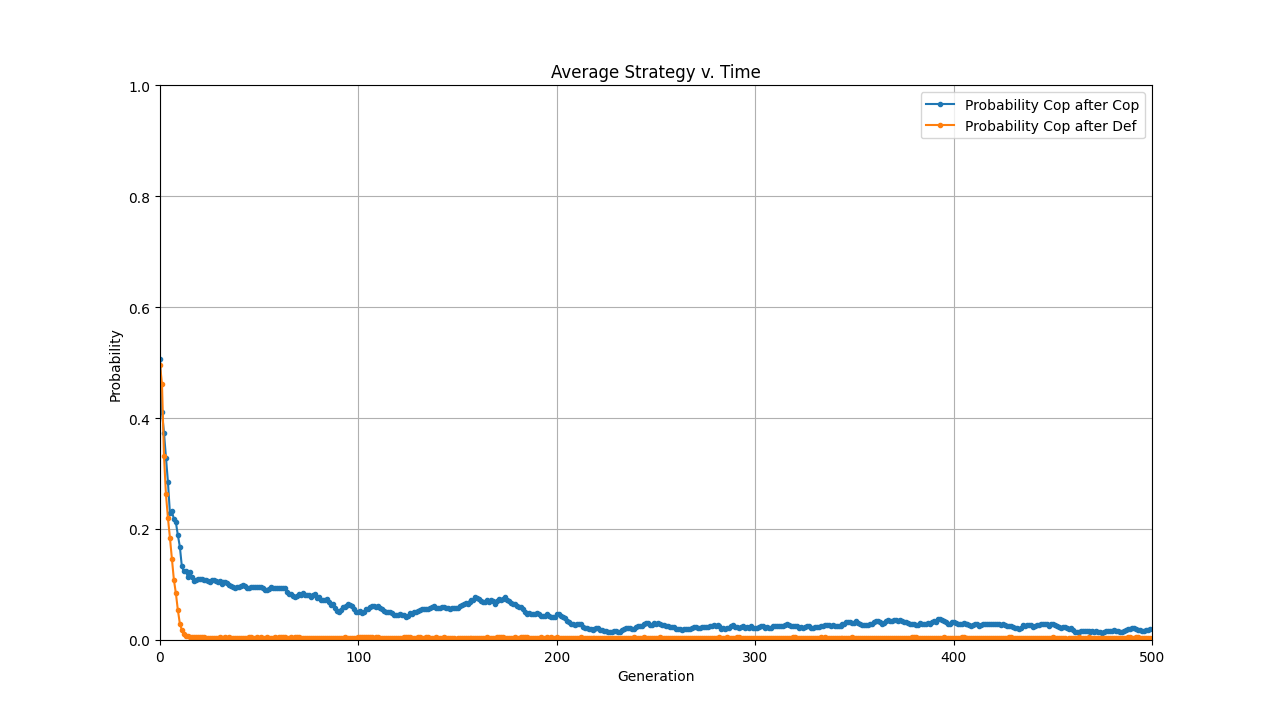 Average Strategy v. Time
Probability Cop after Cop
Probability Cop after Def
1.0
0.8
0.6
0.4
0.2
0.0
Probability
0 100 200 300 400 500
Generation